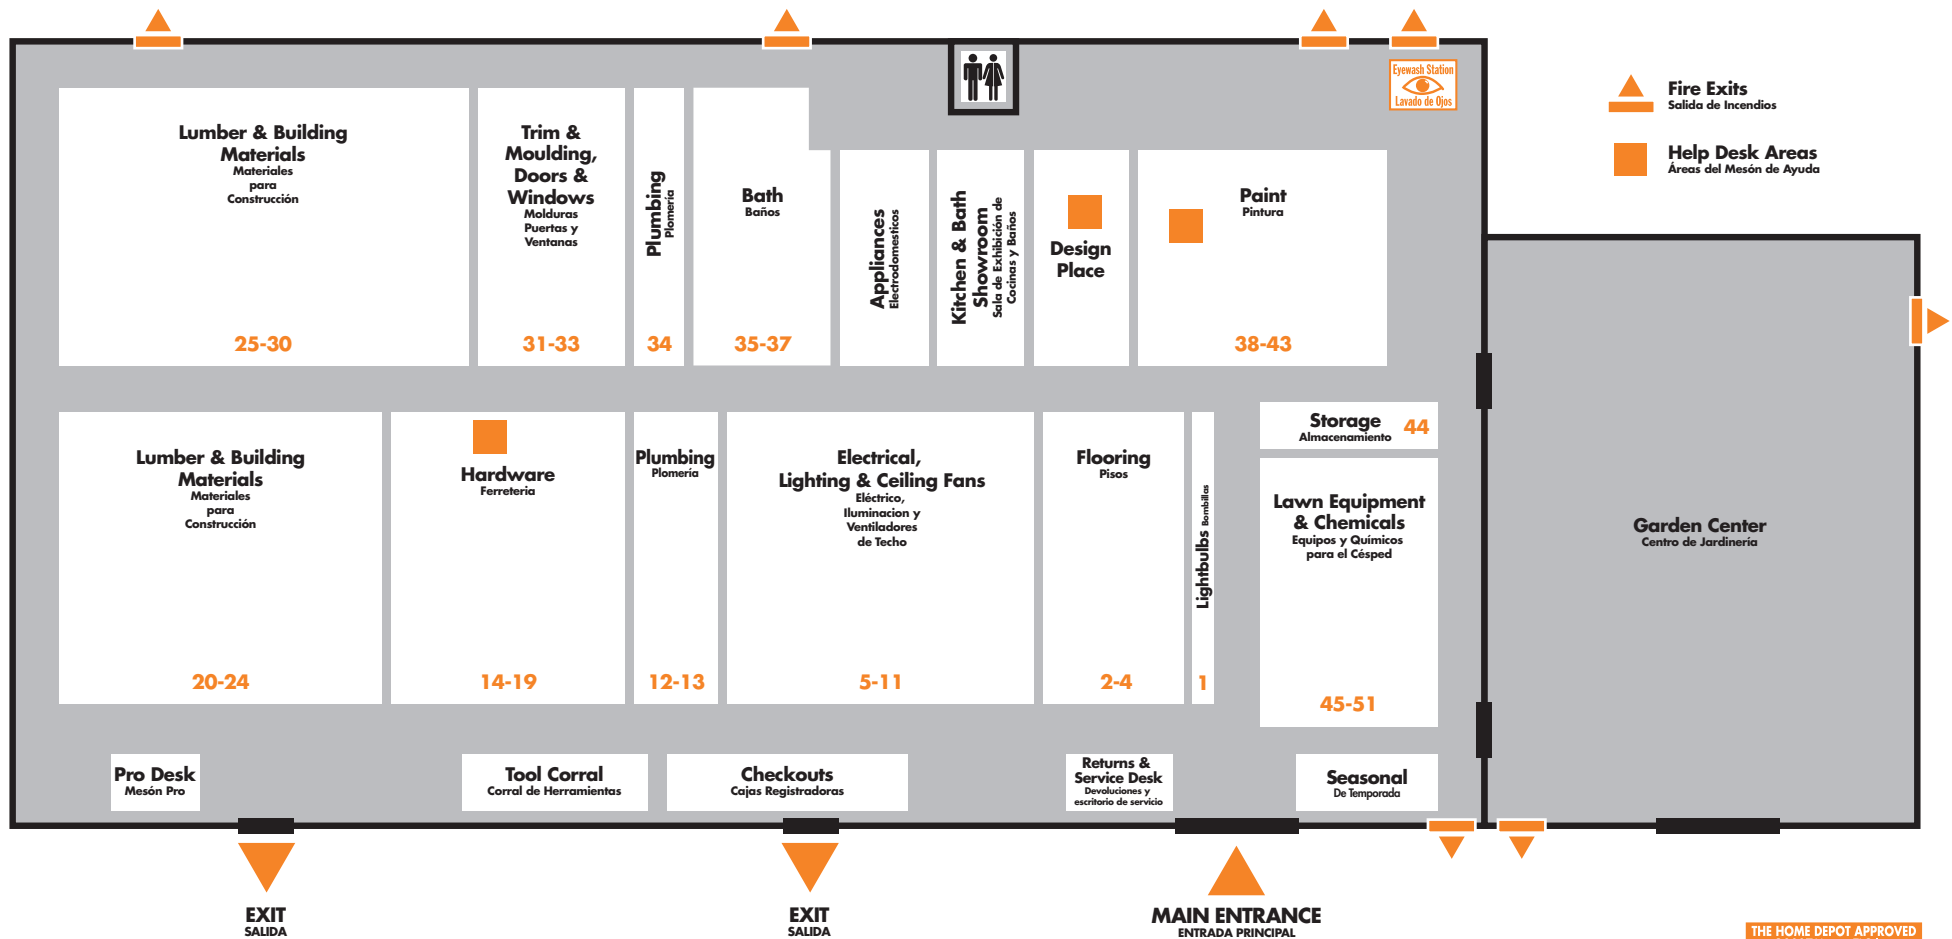 Eyewash Station
Lavado de Ojos
Fire Exits
Salida de Incendios
Help Desk Areas
Áreas del Mesón de Ayuda
Lumber & Building
Materials
Materiales
para
Construcción
25-30
Trim &
Moulding,
Doors &
Windows
Molduras
Puertas y
Ventanas
31-33
Plumbing
Plomería
34
Bath
Baños
35-37
Appliances
Electrodomesticos
Kitchen & Bath
Showroom
Sala de Exhibición de
Cocinas y Baños
Design
Place
Paint
Pintura
38-43
Lumber & Building
Materials
Materiales
para
Construcción
20-24
Hardware
Ferreteria
14-19
Plumbing
Plomería
12-13
Electrical,
Lighting & Ceiling Fans
Eléctrico,
Iluminacion y
Ventiladores
de Techo
5-11
Flooring
Pisos
2-4
Lightbulbs Bombillas
1
Storage
Almacenamiento
44
Lawn Equipment
& Chemicals
Equipos y Químicos
para el Césped
45-51
Garden Center
Centro de Jardinería
Pro Desk
Mesón Pro
Tool Corral
Corral de Herramientas
Checkouts
Cajas Registradoras
Returns &
Service Desk
Devoluciones y
escritorio de servicio
Seasonal
De Temporada
EXIT
SALIDA
EXIT
SALIDA
MAIN ENTRANCE
ENTRADA PRINCIPAL
THE HOME DEPOT APPROVED